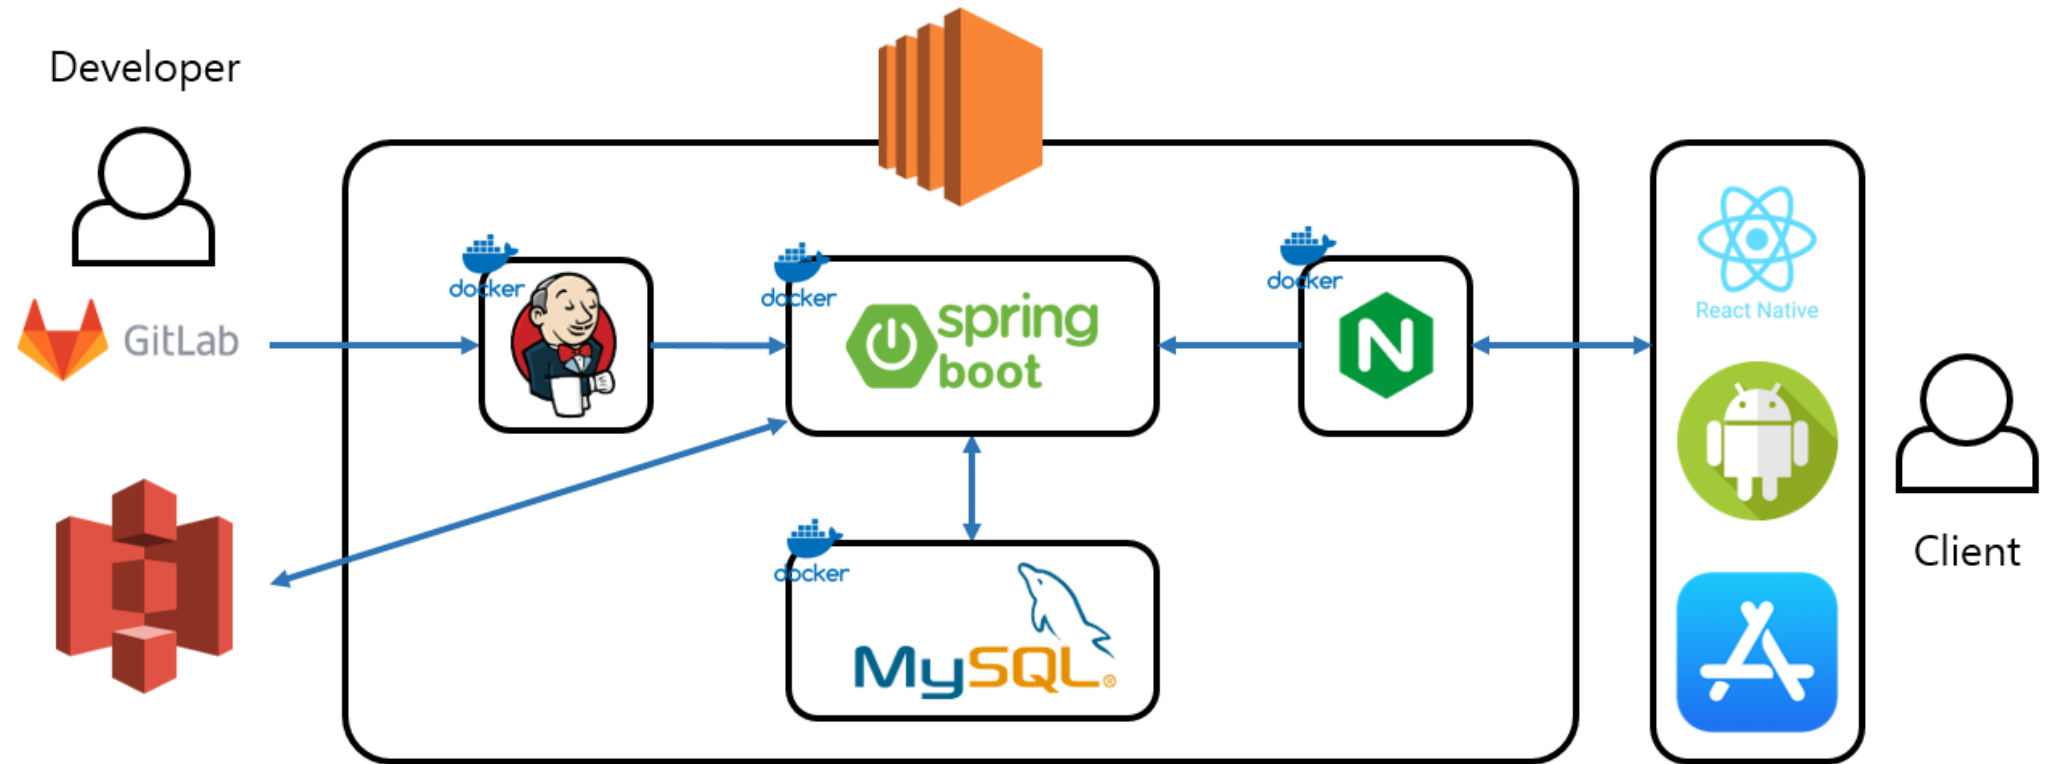 Developer
GitLab
docker
docker
spring
boot
docker
docker
MySQL®
React Native
Client